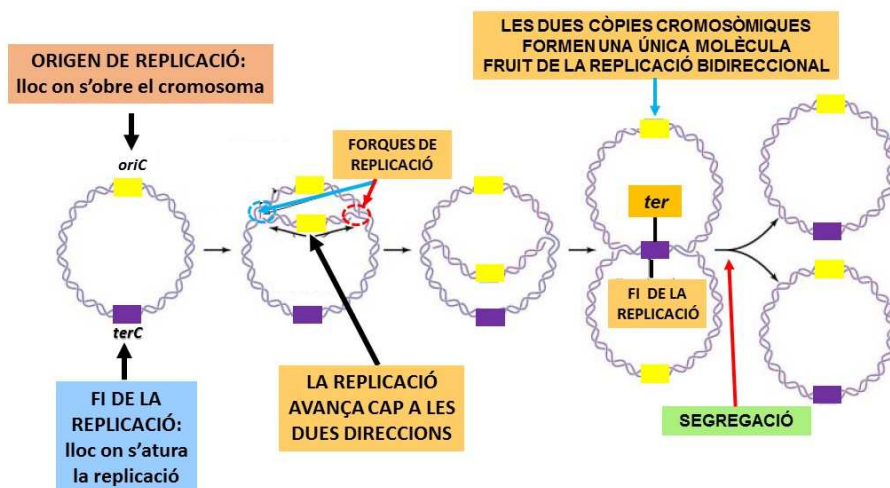 ORIGEN DE REPLICACIÓ:
lloc on s'obre el cromosoma
oriC
terC
FI DE LA
REPLICACIÓ:
lloc on s'atura
la replicació
FORQUES DE
REPLICACIÓ
LA REPLICACIÓ
AVANÇA CAP A LES
DUES DIRECCIONS
LES DUES CÒPIES CROMOSÒMIQUES
FORMEN UNA ÚNICA MOLÈCULA
FRUIT DE LA REPLICACIÓ BIDIRECCIONAL
ter
FI DE LA
REPLICACIÓ
SEGREGACIÓ